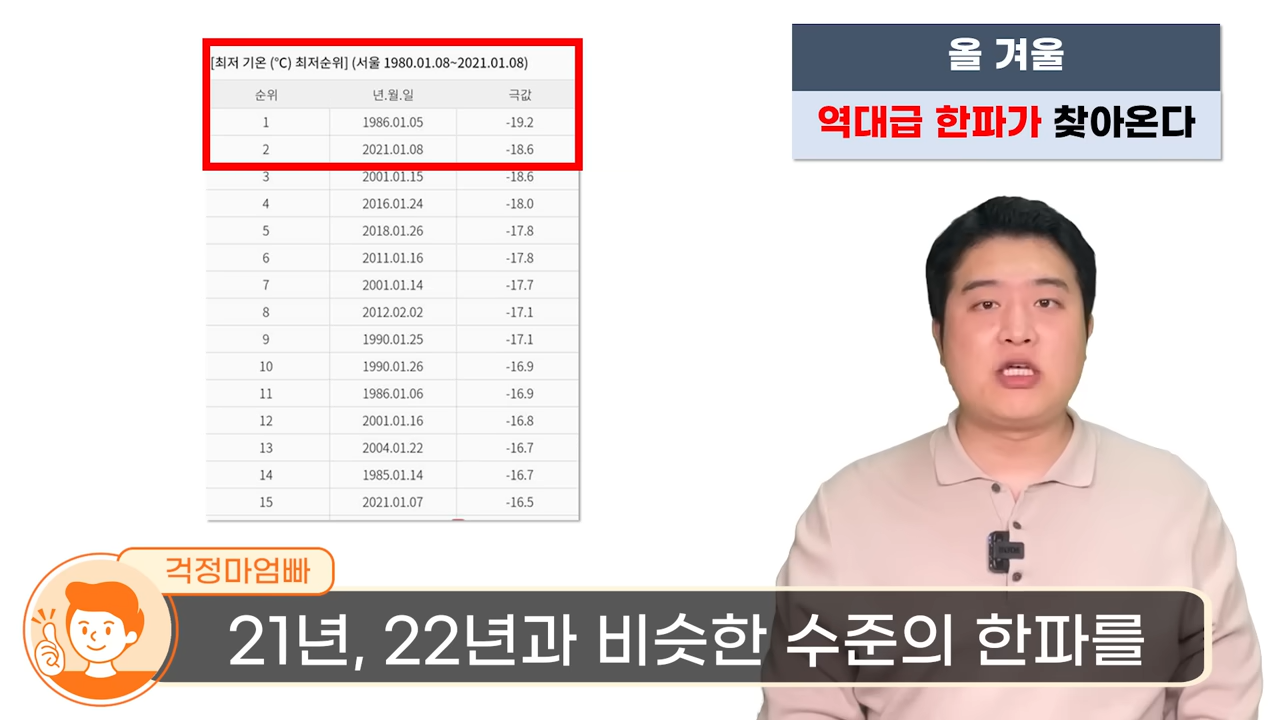 [최저 기온 (℃) 최저순위] (서울 1980.01.08~2021.01.08)
순위 년.월.일 극값
1 1986.01.05 -19.2
2 2021.01.08 -18.6
3 2001.01.15 -18.6
4 2016.01.24 -18.0
5 2018.01.26 -17.8
6 2011.01.16 -17.8
7 2001.01.14 -17.7
8 2012.02.02 -17.1
9 1990.01.25 -17.1
10 1990.01.26 -16.9
11 1986.01.06 -16.9
12 2001.01.16 -16.8
13 2004.01.22 -16.7
14 1985.01.14 -16.7
15 2021.01.07 -16.5
올 겨울
역대급 한파가 찾아온다
걱정마엄빠
21년, 22년과 비슷한 수준의 한파를